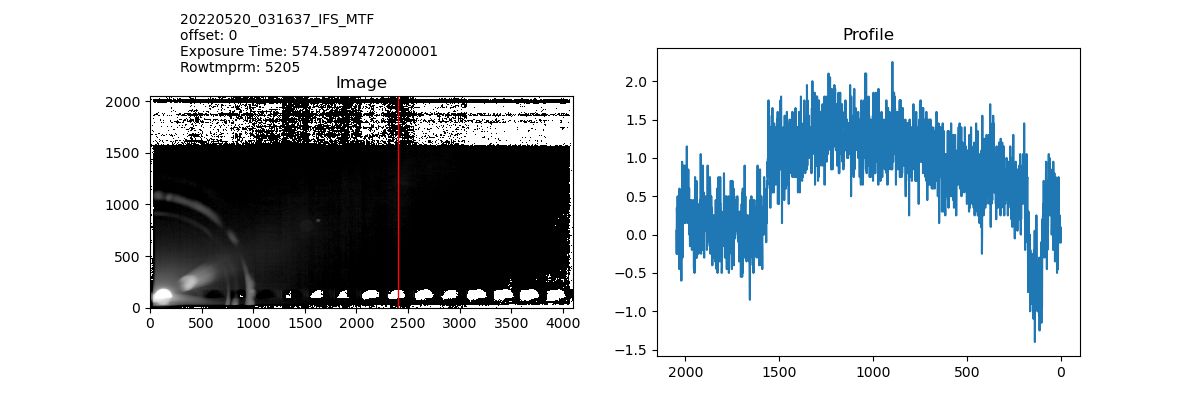 20220520_031637_IFS_MTF
offset: 0
Exposure Time: 574.5897472000001
Rowtmprm: 5205
Image
2000
1500
1000
500
0
0 500 1000 1500 2000 2500 3000 3500 4000
Profile
2.0
1.5
1.0
0.5
0.0
−0.5
−1.0
−1.5
2000 1500 1000 500 0